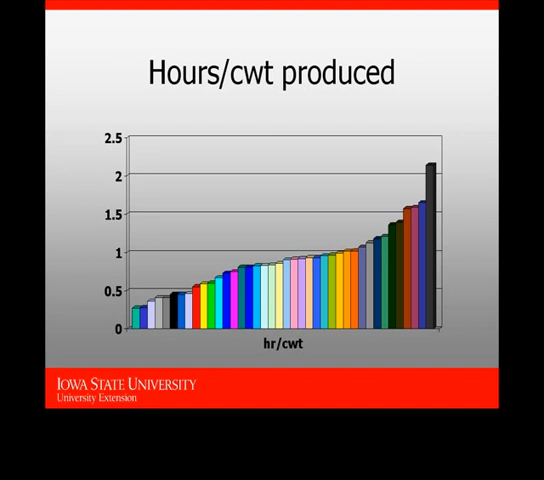 Hours/cwt produced
2.5
2
1.5
1
0.5
0
hr/cwt
IOWA STATE UNIVERSITY
University Extension